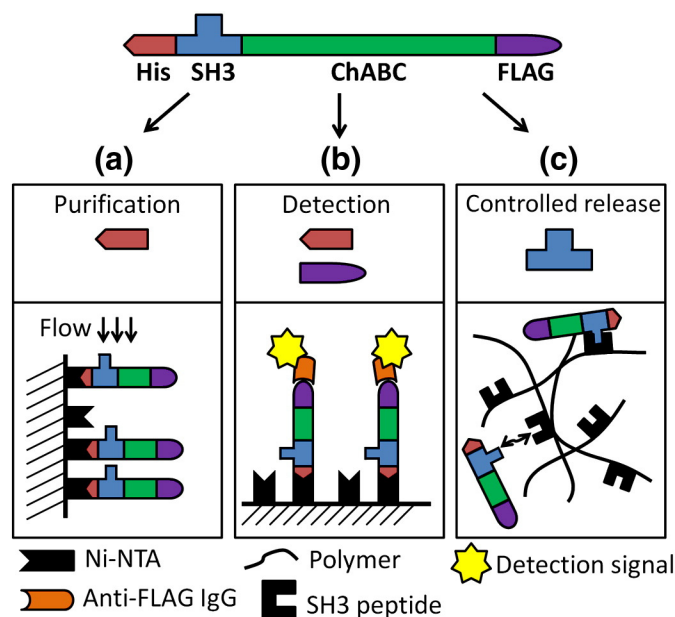 His SH3 ChABC FLAG
(a) (b) (c)
Purification Detection Controlled release
Flow
Ni-NTA Polymer Detection signal
Anti-FLAG IgG SH3 peptide